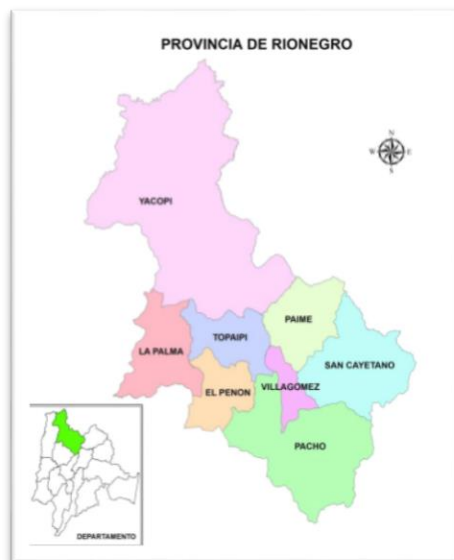 PROVINCIA DE RIONEGRO
N
W E
S
YACOPI
PAIME
TOPAIPI
LA PALMA
SAN CAYETANO
EL PENON
VILLAGOMEZ
PACHO
DEPARTAMENTO